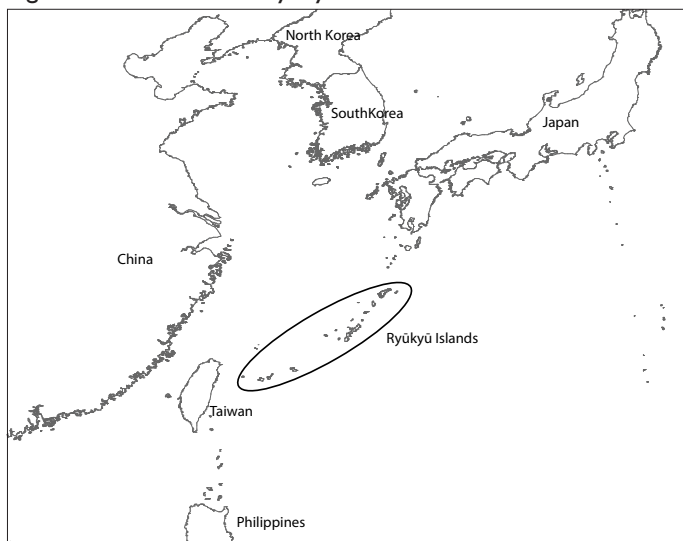 North Korea
SouthKorea
Japan
China
Ryūkyū Islands
Taiwan
Philippines